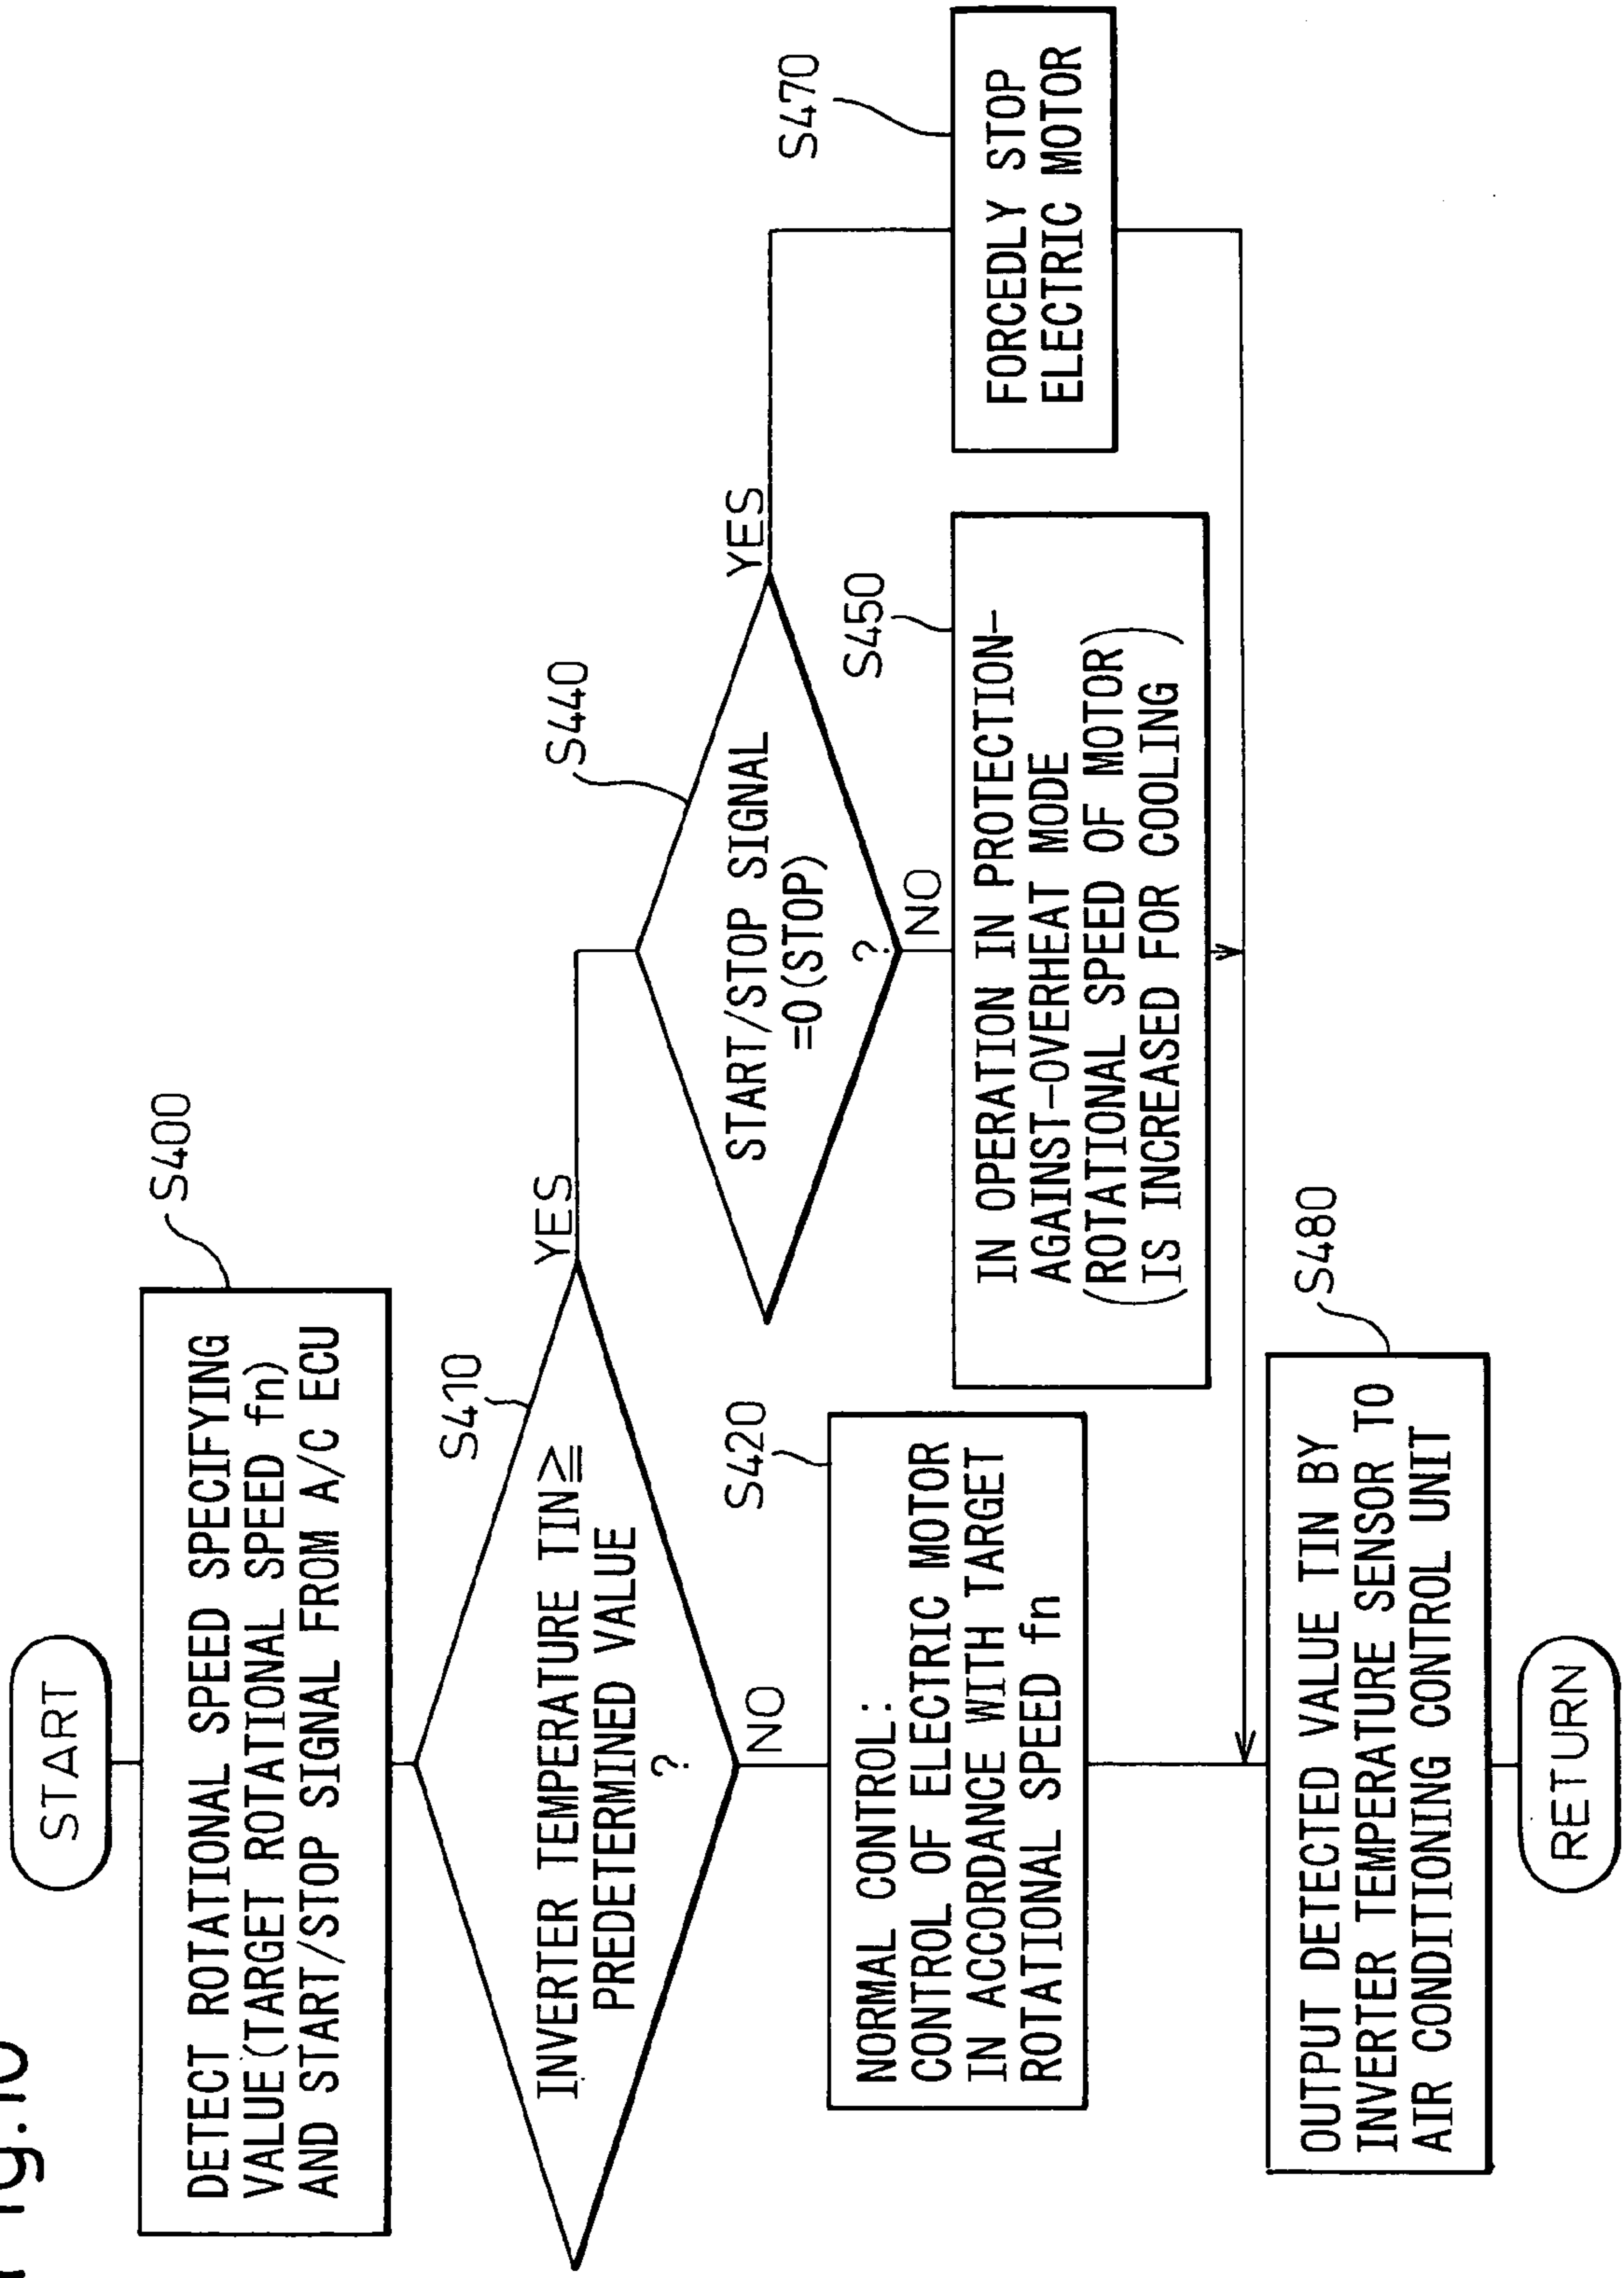 Fig.10
START
S400
DETECT ROTATIONAL SPEED SPECIFYING
VALUE(TARGET ROTATIONAL SPEED fn)
AND START/STOP SIGNAL FROM A/C ECU
S410
INVERTER TEMPERATURE TIN≧
PREDETERMINED VALUE
?
YES
NO
S440
START/STOP SIGNAL
=0(STOP)
?
YES
NO
S420
NORMAL CONTROL:
CONTROL OF ELECTRIC MOTOR
IN ACCORDANCE WITH TARGET
ROTATIONAL SPEED fn
S450
IN OPERATION IN PROTECTION-
AGAINST-OVERHEAT MODE
(ROTATIONAL SPEED OF MOTOR
IS INCREASED FOR COOLING)
S470
FORCEDLY STOP
ELECTRIC MOTOR
S480
OUTPUT DETECTED VALUE TIN BY
INVERTER TEMPERATURE SENSOR TO
AIR CONDITIONING CONTROL UNIT
RETURN